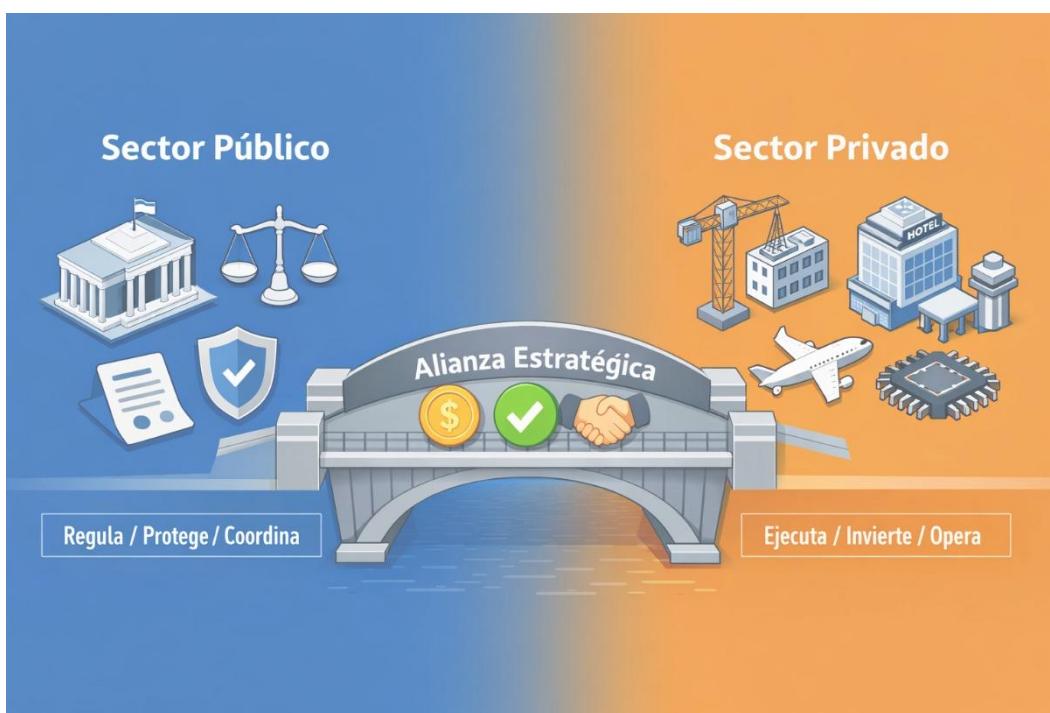 Sector Público
Sector Privado
HOTEL
Alianza Estratégica
$
Regula / Protege / Coordina
Ejecuta / Invierte / Opera